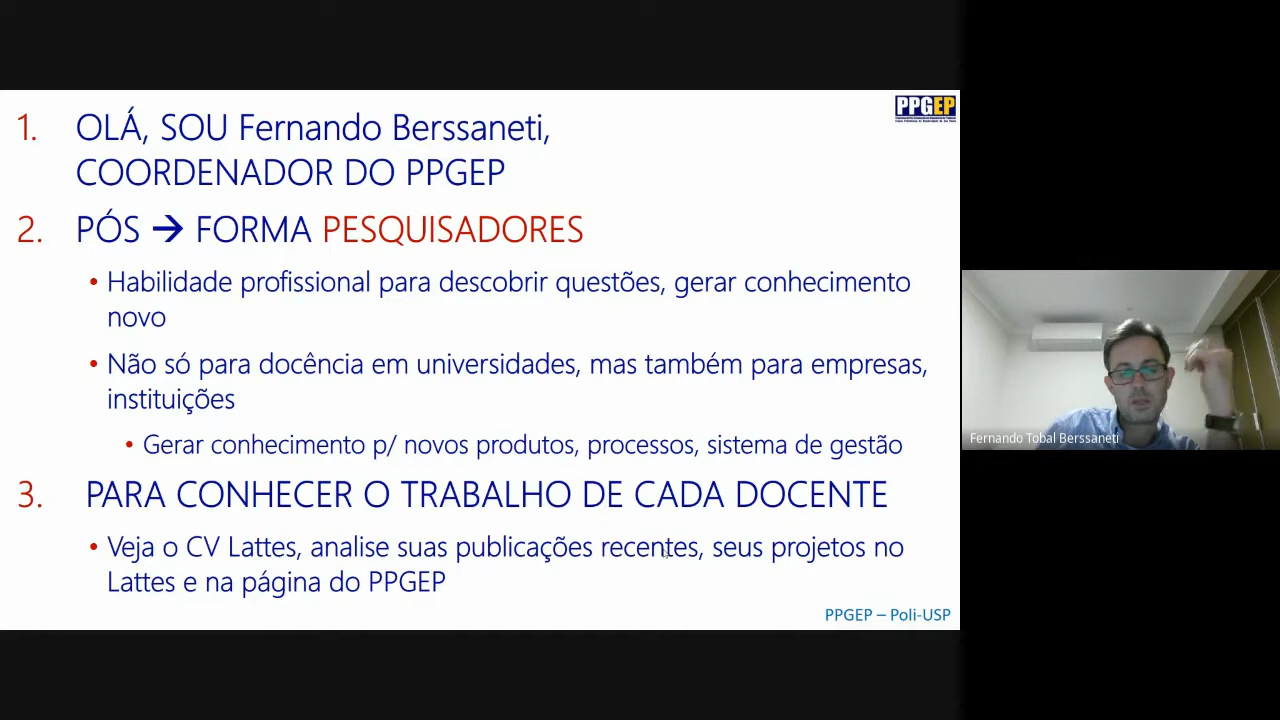 PPGEP
1. OLÁ, SOU Fernando Berssaneti,
COORDENADOR DO PPGEP
2. PÓS → FORMA PESQUISADORES
• Habilidade profissional para descobrir questões, gerar conhecimento
novo
• Não só para docência em universidades, mas também para empresas,
instituições
• Gerar conhecimento p/ novos produtos, processos, sistema de gestão
3. PARA CONHECER O TRABALHO DE CADA DOCENTE
• Veja o CV Lattes, analise suas publicações recentes, seus projetos no
Lattes e na página do PPGEP
PPGEP – Poli-USP
Fernando Tobal Berssaneti